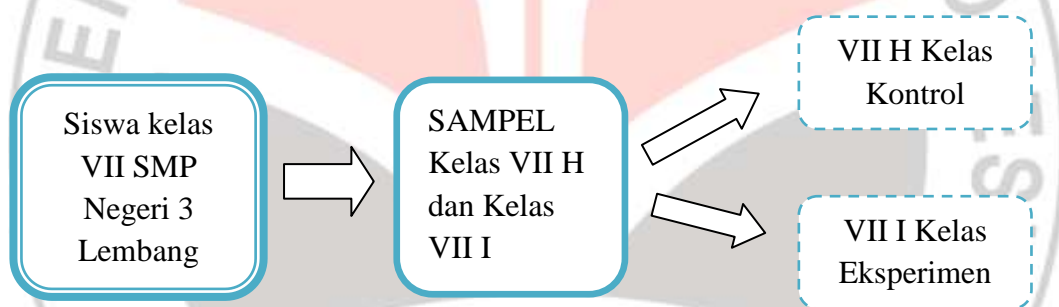 Siswa kelas
VII SMP
Negeri 3
Lembang
SAMPEL
Kelas VII H
dan Kelas
VII I
VII H Kelas
Kontrol
VII I Kelas
Eksperimen